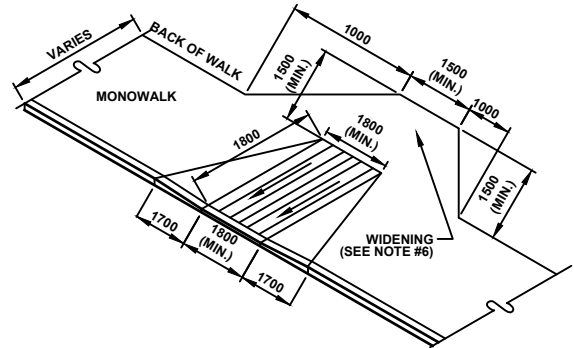 VARIES
BACK OF WALK
1000
1500
(MIN.)
1500
(MIN.)
1000
MONOWALK
1800
1800
(MIN.)
1500
(MIN.)
1700
1800
(MIN.)
1700
WIDENING
(SEE NOTE #6)